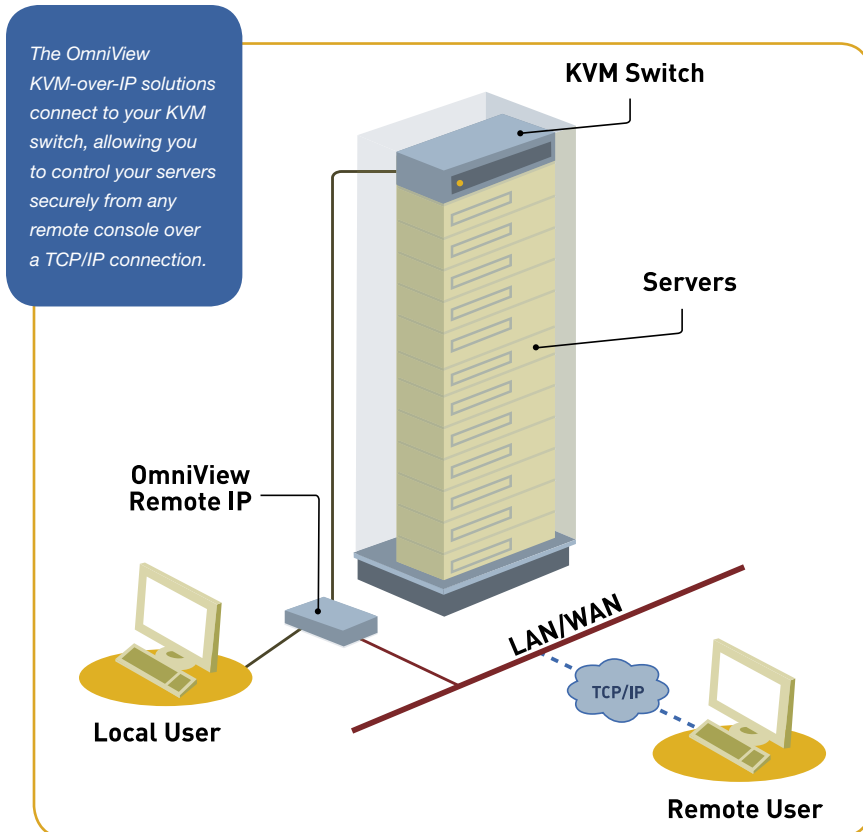 The OmniView
KVM-over-IP solutions
connect to your KVM
switch, allowing you
to control your servers
securely from any
remote console over
a TCP/IP connection.
KVM Switch
Servers
OmniView
Remote IP
LAN/WAN
TCP/IP
Local User
Remote User